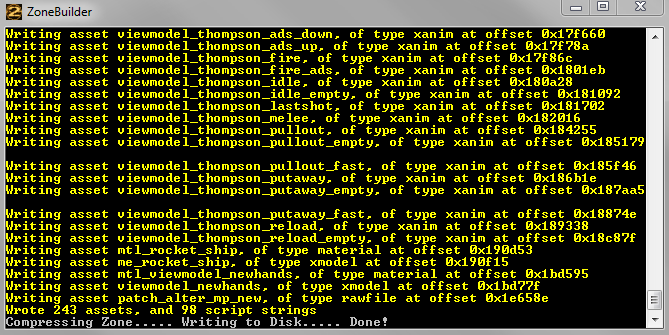 ZoneBuilder
Writing asset viewmodel_thompson_ads_down, of type xanim at offset 0x17f660
Writing asset viewmodel_thompson_ads_up, of type xanim at offset 0x17f78a
Writing asset viewmodel_thompson_fire, of type xanim at offset 0x17f86c
Writing asset viewmodel_thompson_fire_ads, of type xanim at offset 0x1801eb
Writing asset viewmodel_thompson_idle, of type xanim at offset 0x180a28
Writing asset viewmodel_thompson_idle_empty, of type xanim at offset 0x181092
Writing asset viewmodel_thompson_lastshot, of type xanim at offset 0x181702
Writing asset viewmodel_thompson_melee, of type xanim at offset 0x182016
Writing asset viewmodel_thompson_pullout, of type xanim at offset 0x184255
Writing asset viewmodel_thompson_pullout_empty, of type xanim at offset 0x185179
Writing asset viewmodel_thompson_pullout_fast, of type xanim at offset 0x185f46
Writing asset viewmodel_thompson_putaway, of type xanim at offset 0x186b1e
Writing asset viewmodel_thompson_putaway_empty, of type xanim at offset 0x187aa5
Writing asset viewmodel_thompson_putaway_fast, of type xanim at offset 0x18874e
Writing asset viewmodel_thompson_reload, of type xanim at offset 0x189338
Writing asset viewmodel_thompson_reload_empty, of type xanim at offset 0x18c87f
Writing asset mtl_rocket_ship, of type material at offset 0x190d53
Writing asset me_rocket_ship, of type xmodel at offset 0x190f15
Writing asset mtl_viewmodel_newhands, of type material at offset 0x1bd595
Writing asset viewmodel_newhands, of type xmodel at offset 0x1bd77f
Writing asset patch_alter_mp_new, of type rawfile at offset 0x1e658e
Wrote 243 assets, and 98 script strings
Compressing Zone..... Writing to Disk..... Done!